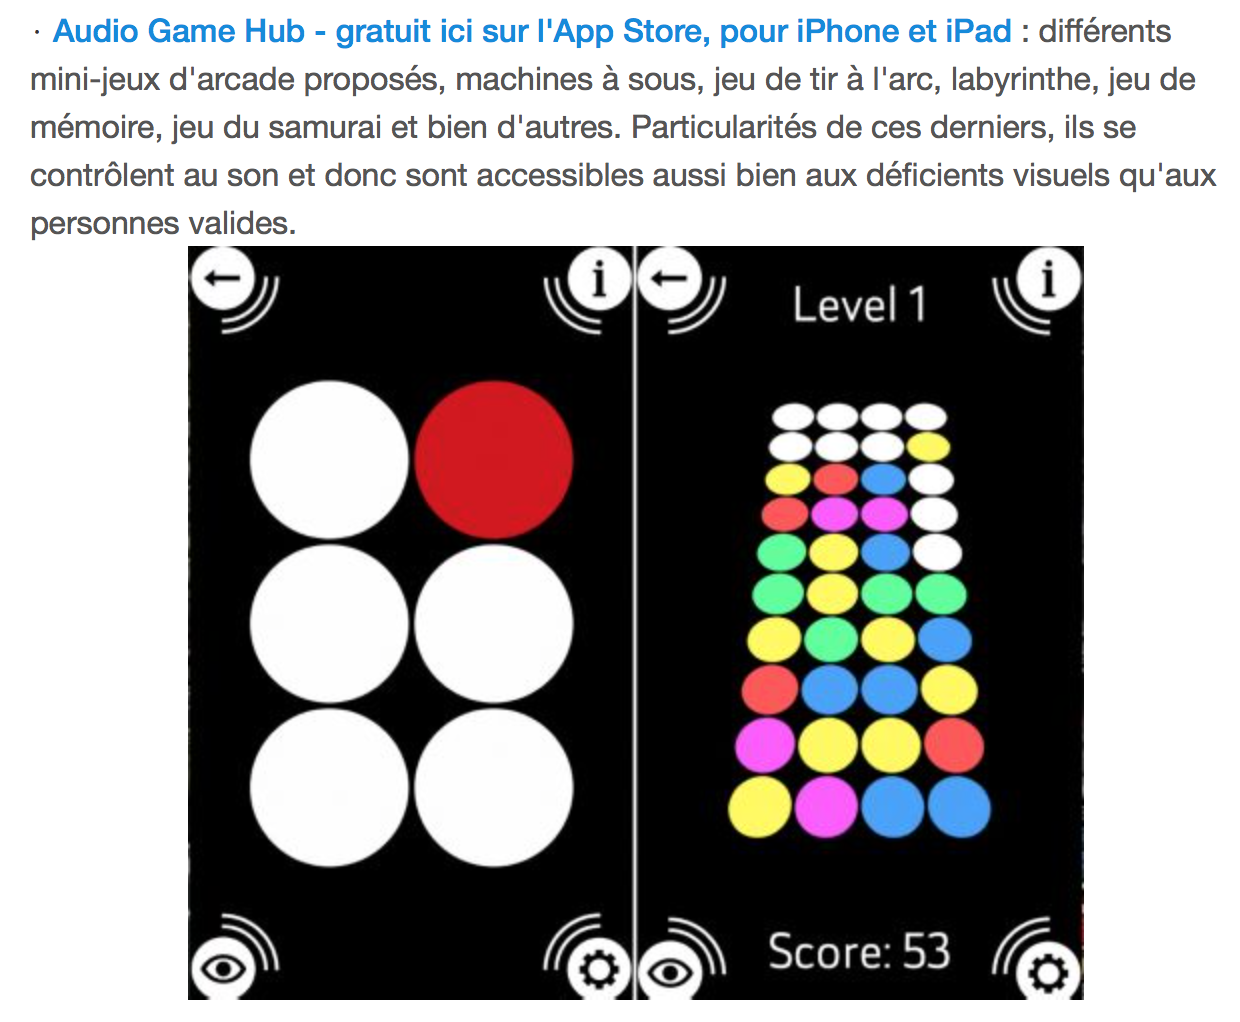 · Audio Game Hub - gratuit ici sur l'App Store, pour iPhone et iPad : différents
mini-jeux d'arcade proposés, machines à sous, jeu de tir à l'arc, labyrinthe, jeu de
mémoire, jeu du samurai et bien d'autres. Particularités de ces derniers, ils se
contrôlent au son et donc sont accessibles aussi bien aux déficients visuels qu'aux
personnes valides.
i
Level 1
i
Score: 53